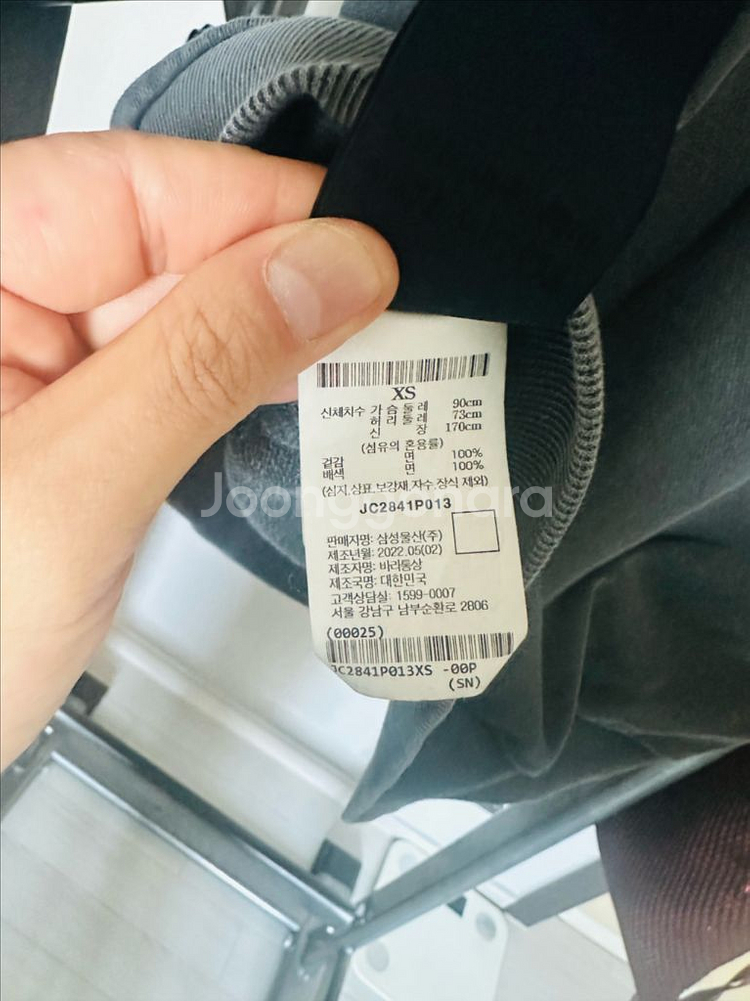 XS
신체치수 가 슴 둘 레 90cm
허 리 둘 레 73cm
신 장 170cm
(섬유의 혼용률)
겉감 면 100%
배색 면 100%
(심지,상표,보강재,자수,장식 제외)
Joonggonara
JC2841P013
판매자명: 삼성물산(주)
제조년월: 2022.05(02)
제조자명: 바리통상
제조국명: 대한민국
고객상담실: 1599-0007
서울 강남구 남부순환로 2806
(00025)
JC2841P013XS -00P
(SN)